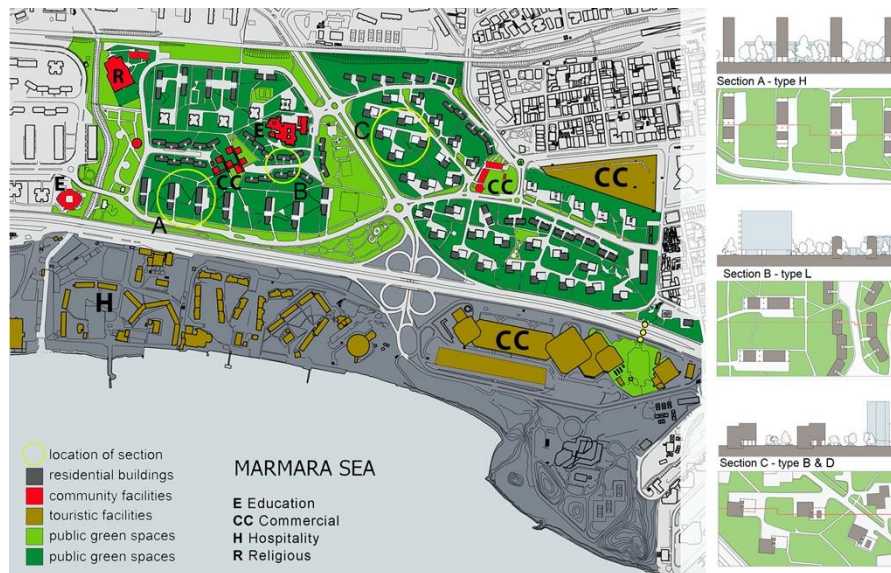 R
E
C
CC
B
CC
CC
E
A
H
CC
location of section
residential buildings
community facilities
touristic facilities
public green spaces
public green spaces
MARMARA SEA
E Education
CC Commercial
H Hospitality
R Religious
Section A - type H
Section B - type L
Section C - type B & D